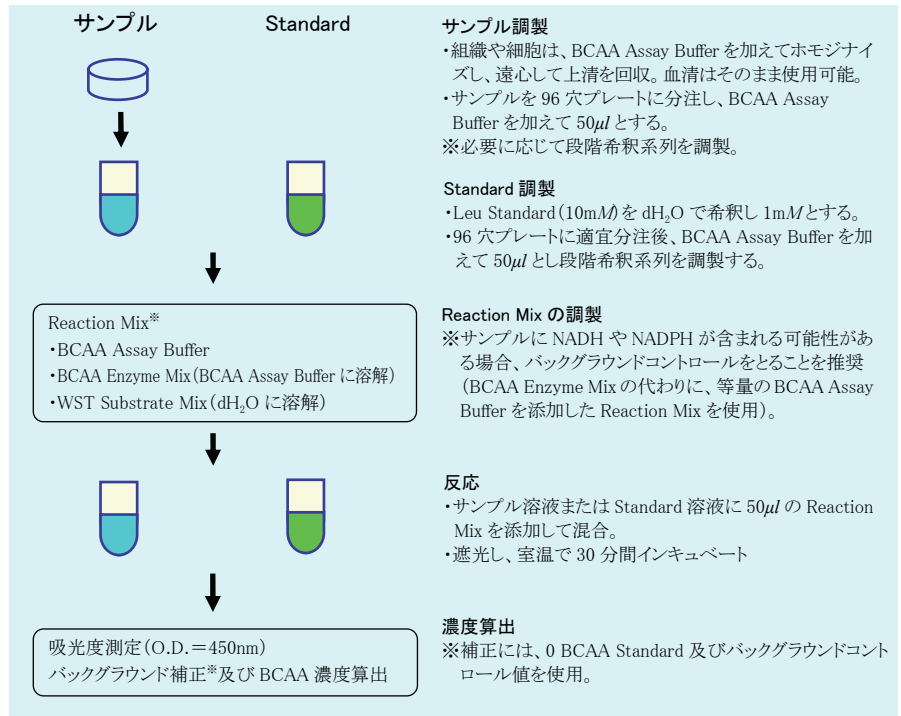 サンプル
Standard
サンプル調製
・組織や細胞は、BCAA Assay Buffer を加えてホモジナイ
ズし、遠心して上清を回収。血清はそのまま使用可能。
・サンプルを 96 穴プレートに分注し、BCAA Assay
Buffer を加えて 50μl とする。
※必要に応じて段階希釈系列を調製。
Standard 調製
・Leu Standard(10mM)を dH₂O で希釈し 1mM とする。
・96 穴プレートに適宜分注後、BCAA Assay Buffer を加
えて 50μl とし段階希釈系列を調製する。
Reaction Mix※
・BCAA Assay Buffer
・BCAA Enzyme Mix(BCAA Assay Buffer に溶解)
・WST Substrate Mix(dH₂O に溶解)
Reaction Mix の調製
※サンプルに NADH や NADPH が含まれる可能性があ
る場合、バックグラウンドコントロールをとることを推奨
(BCAA Enzyme Mix の代わりに、等量の BCAA Assay
Buffer を添加した Reaction Mix を使用)。
反応
・サンプル溶液または Standard 溶液に 50μl の Reaction
Mix を添加して混合。
・遮光し、室温で 30 分間インキュベート
吸光度測定(O.D.=450nm)
バックグラウンド補正※及び BCAA 濃度算出
濃度算出
※補正には、0 BCAA Standard 及びバックグラウンドコント
ロール値を使用。